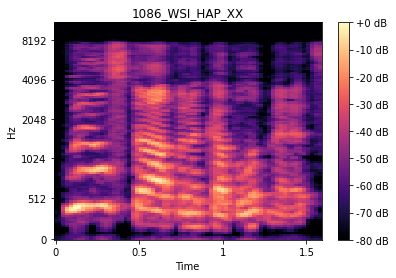 1086_WSI_HAP_XX
Hz
8192
4096
2048
1024
512
0
0
0.5
1
1.5
Time
+0 dB
-10 dB
-20 dB
-30 dB
-40 dB
-50 dB
-60 dB
-70 dB
-80 dB